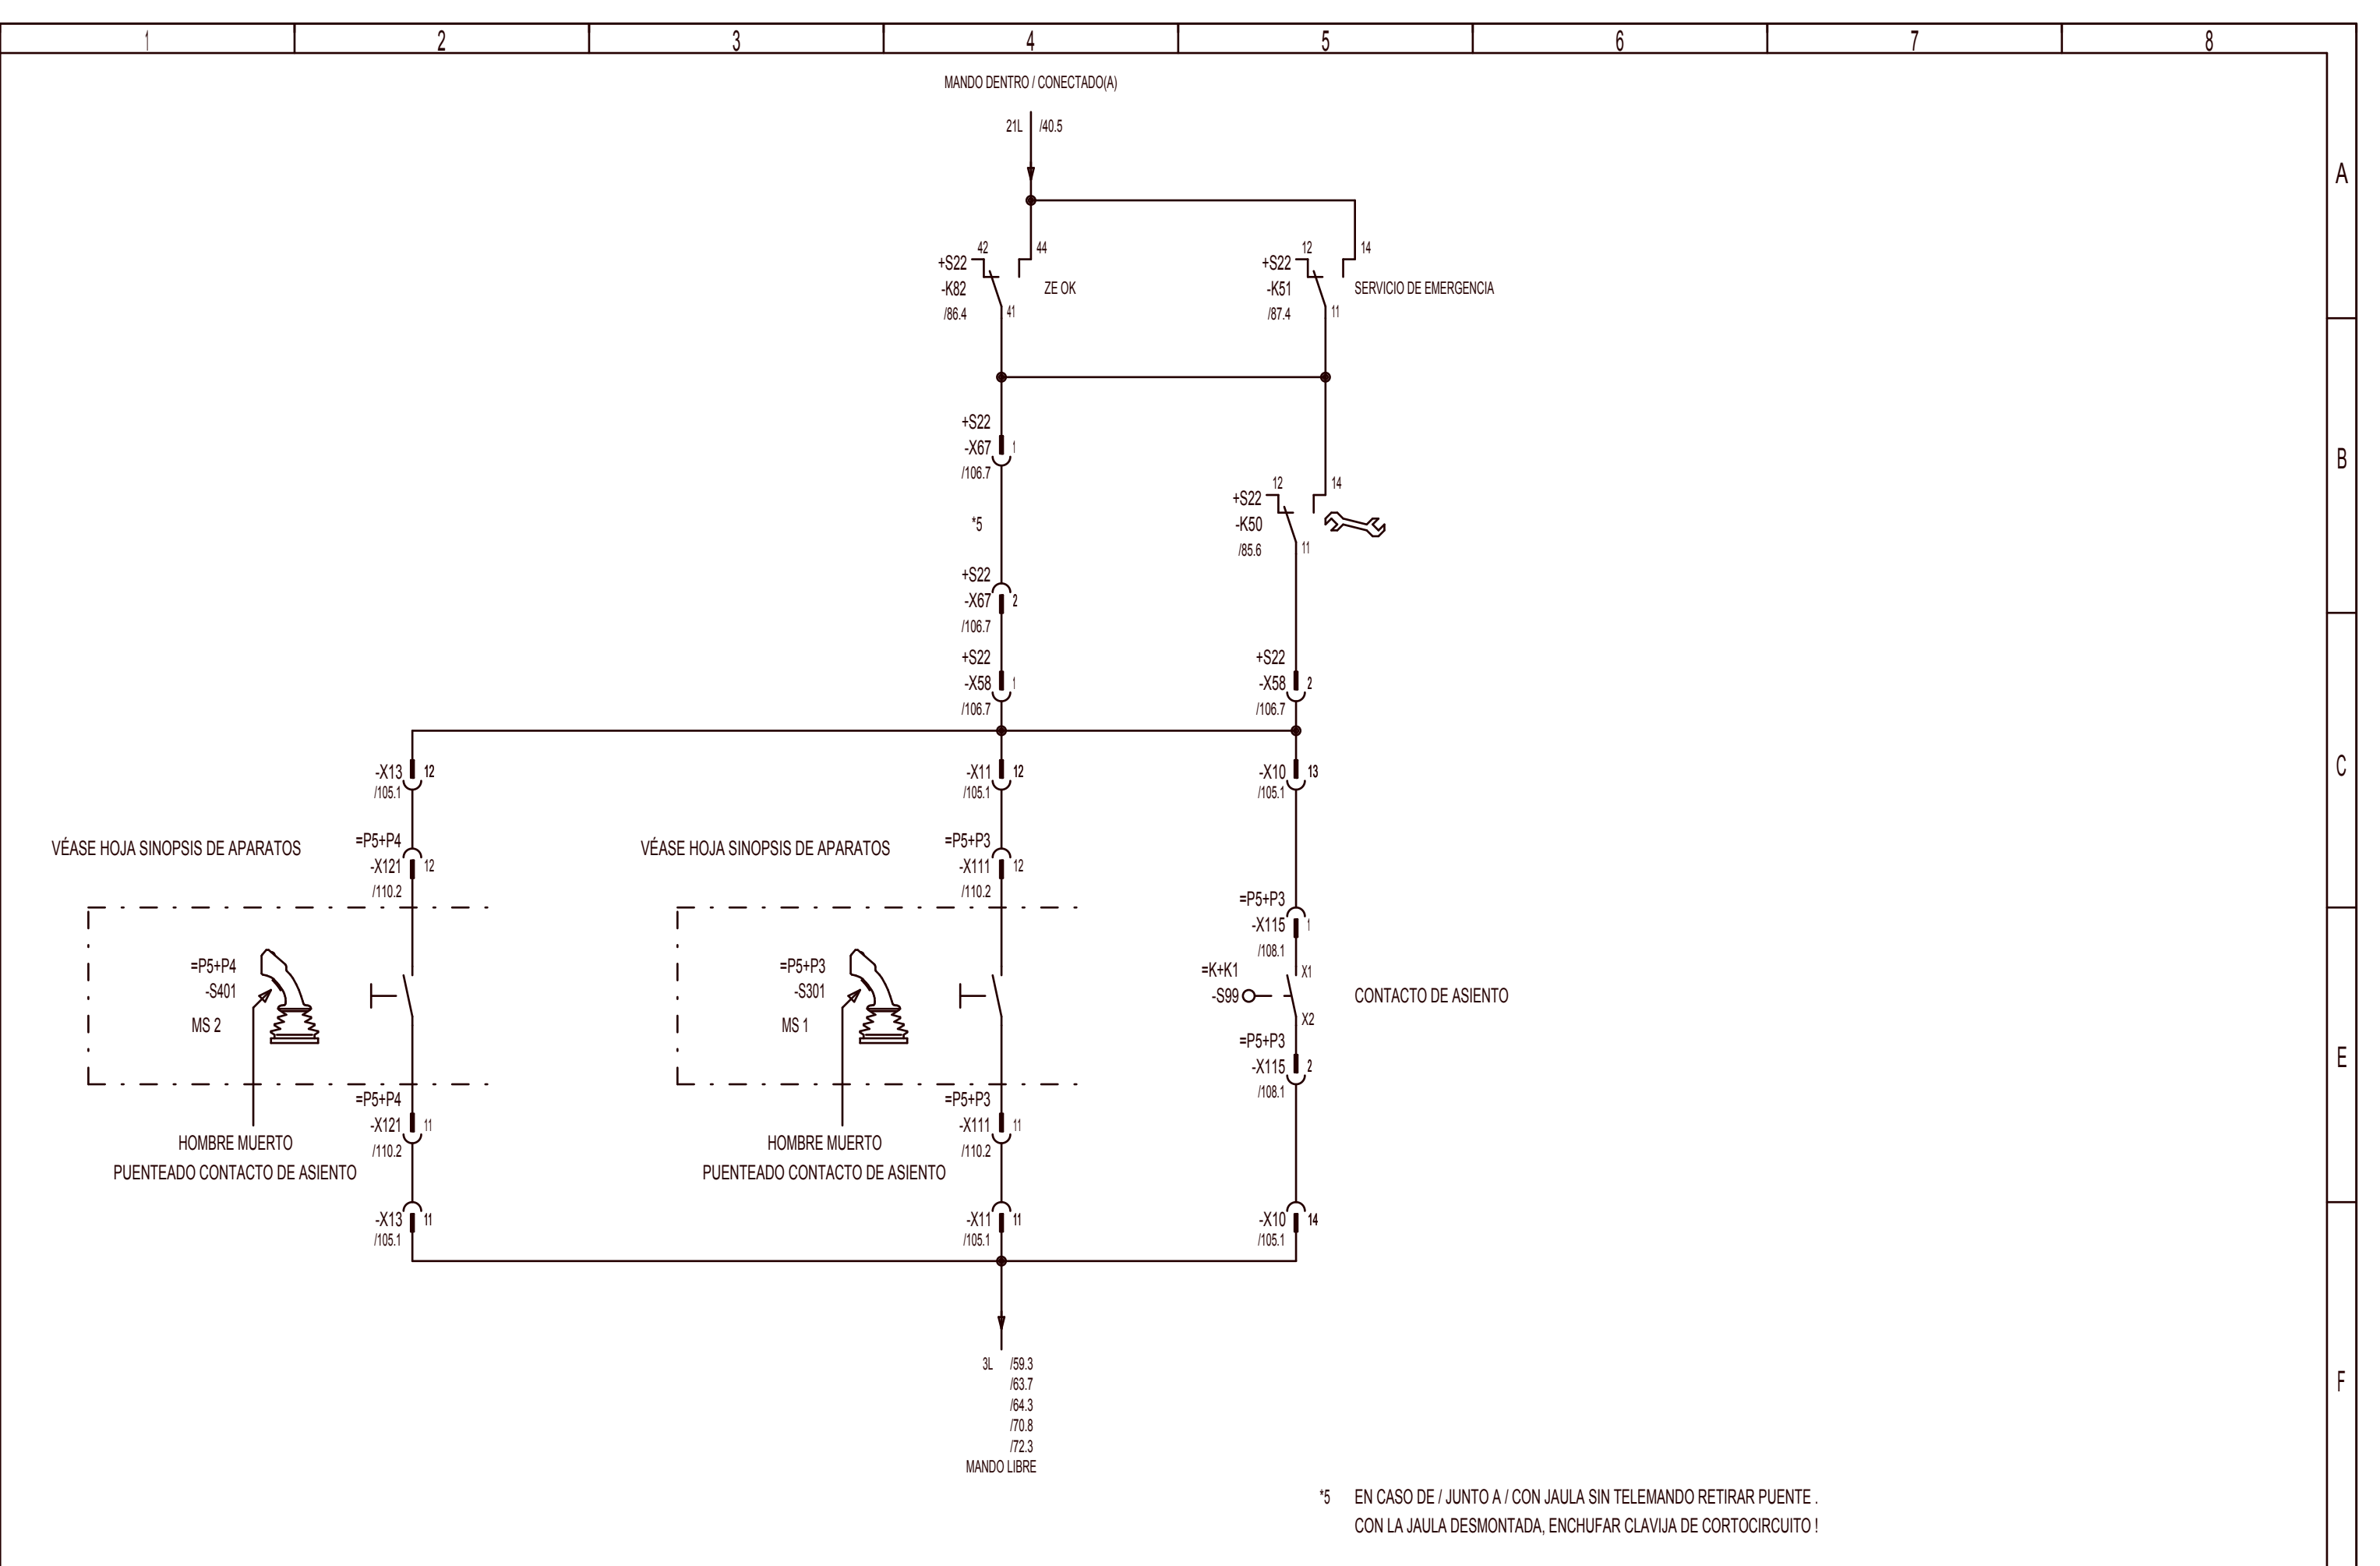 1 2 3 4 5 6 7 8
MANDO DENTRO / CONECTADO(A)
21L /40.5
A
42 44
+S22
-K82 ZE OK
/86.4 41
12 14
+S22
-K51 SERVICIO DE EMERGENCIA
/87.4 11
+S22
-X67 1
/106.7
B
*5
12 14
+S22
-K50
/85.6 11
+S22
-X67 2
/106.7
+S22
-X58 1
/106.7
+S22
-X58 2
/106.7
C
-X13 12
/105.1
-X11 12
/105.1
-X10 13
/105.1
VÉASE HOJA SINOPSIS DE APARATOS
=P5+P4
-X121 12
/110.2
VÉASE HOJA SINOPSIS DE APARATOS
=P5+P3
-X111 12
/110.2
=P5+P3
-X115 1
/108.1
=P5+P4
-S401
MS 2
=P5+P3
-S301
MS 1
=K+K1 X1
-S99 CONTACTO DE ASIENTO
X2
=P5+P3
-X115 2
/108.1
E
=P5+P4
-X121 11
/110.2
HOMBRE MUERTO
PUENTEADO CONTACTO DE ASIENTO
=P5+P3
-X111 11
/110.2
HOMBRE MUERTO
PUENTEADO CONTACTO DE ASIENTO
-X13 11
/105.1
-X11 11
/105.1
-X10 14
/105.1
3L /59.3
/63.7
/64.3
/70.8
/72.3
MANDO LIBRE
F
*5 EN CASO DE / JUNTO A / CON JAULA SIN TELEMANDO RETIRAR PUENTE .
CON LA JAULA DESMONTADA, ENCHUFAR CLAVIJA DE CORTOCIRCUITO !